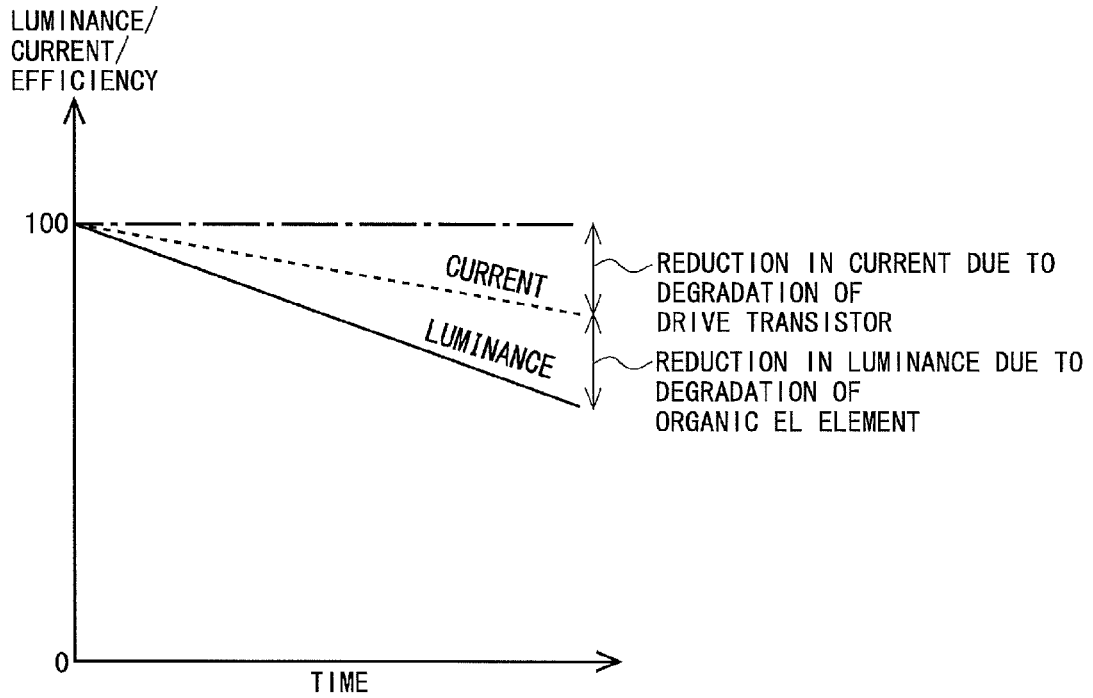 LUMINANCE/
CURRENT/
EFFICIENCY
100
CURRENT
LUMINANCE
REDUCTION IN CURRENT DUE TO
DEGRADATION OF
DRIVE TRANSISTOR
REDUCTION IN LUMINANCE DUE TO
DEGRADATION OF
ORGANIC EL ELEMENT
0
TIME